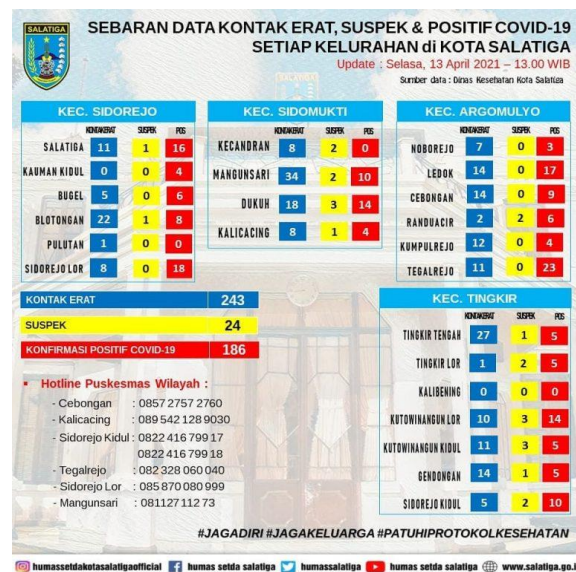 SALATIGA
SEBARAN DATA KONTAK ERAT, SUSPEK & POSITIF COVID-19
SETIAP KELURAHAN di KOTA SALATIGA
Update : Selasa, 13 April 2021 – 13.00 WIB
Sumber data : Dinas Kesehatan Kota Salatiga
KEC. SIDOREJO
KONTAKERAT SUSPEK POS
SALATIGA 11 1 16
KAUMAN KIDUL 0 0 4
BUGEL 5 0 6
BLOTONGAN 22 1 8
PULUTAN 1 0 0
SIDOREJO LOR 8 0 18
KEC. SIDOMUKTI
KONTAKERAT SUSPEK POS
KECANDRAN 8 2 0
MANGUNSARI 34 2 10
DUKUH 18 3 14
KALICACING 8 1 4
KEC. ARGOMULYO
KONTAKERAT SUSPEK POS
NOBOREJO 7 0 3
LEDOK 14 0 17
CEBONGAN 14 0 9
RANDUACIR 2 2 6
KUMPULREJO 12 0 4
TEGALREJO 11 0 23
KONTAK ERAT 243
SUSPEK 24
KONFIRMASI POSITIF COVID-19 186
KEC. TINGKIR
KONTAKERAT SUSPEK POS
TINGKIR TENGAH 27 1 5
TINGKIR LOR 1 2 5
KALIBENING 0 0 0
KUTOWINANGUN LOR 10 3 14
KUTOWINANGUN KIDUL 11 3 5
GENDONGAN 14 1 5
SIDOREJO KIDUL 5 2 10
▪ Hotline Puskesmas Wilayah :
- Cebongan : 0857 2757 2760
- Kalicacing : 089 542 128 9030
- Sidorejo Kidul : 0822 416 799 17
0822 416 799 18
- Tegalrejo : 082 328 060 040
- Sidorejo Lor : 085 870 080 999
- Mangunsari : 081127 112 73
#JAGADIRI #JAGAKELUARGA #PATUHIPROTOKOLKESEHATAN
humassetdakotasalatigaofficial humas setda salatiga humassalatiga humas setda salatiga www.salatiga.go.i